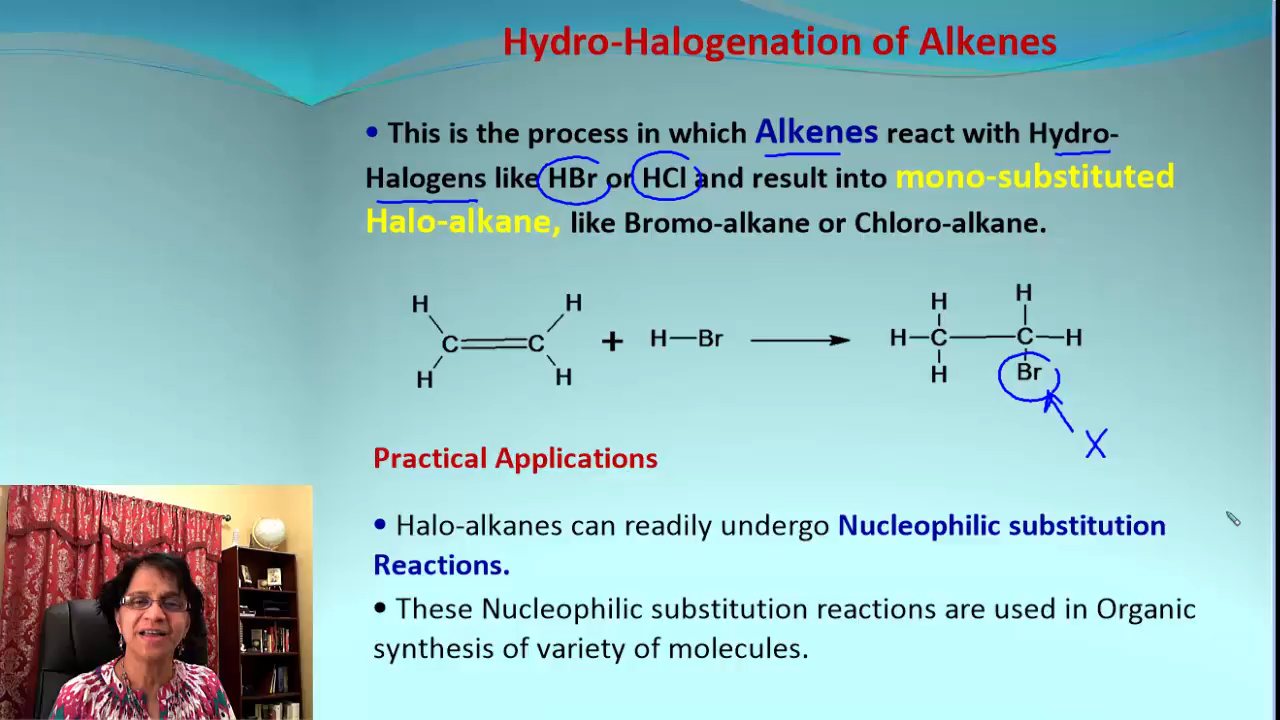 Hydro-Halogenation of Alkenes
• This is the process in which Alkenes react with Hydro-
Halogens like HBr or HCl and result into mono-substituted
Halo-alkane, like Bromo-alkane or Chloro-alkane.
H H H H
C C + H Br H C C H
H H H Br
X
Practical Applications
• Halo-alkanes can readily undergo Nucleophilic substitution
Reactions.
• These Nucleophilic substitution reactions are used in Organic
synthesis of variety of molecules.